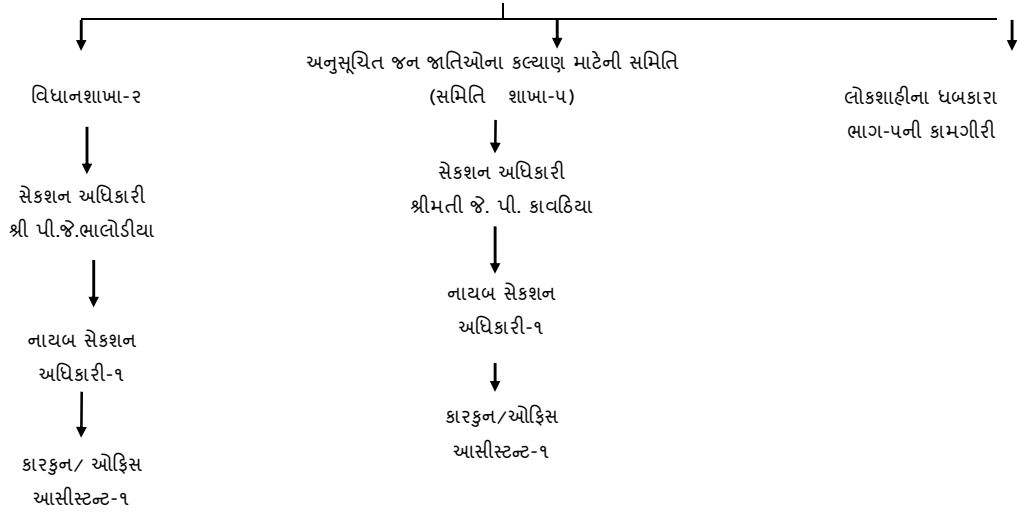 વિધાનશાખા-૨
સેકશન અધિકારી
શ્રી પી.જે.ભાલોડીયા
નાયબ સેકશન
અધિકારી-૧
કારકુન/ ઓફિસ
આસીસ્ટન્ટ-૧
અનુસૂચિત જન જાતિઓના કલ્યાણ માટેની સમિતિ
(સમિતિ શાખા-૫)
સેકશન અધિકારી
શ્રીમતી જે. પી. કાવઠિયા
નાયબ સેકશન
અધિકારી-૧
કારકુન/ઓફિસ
આસીસ્ટન્ટ-૧
લોકશાહીના ધબકારા
ભાગ-૫ની કામગીરી